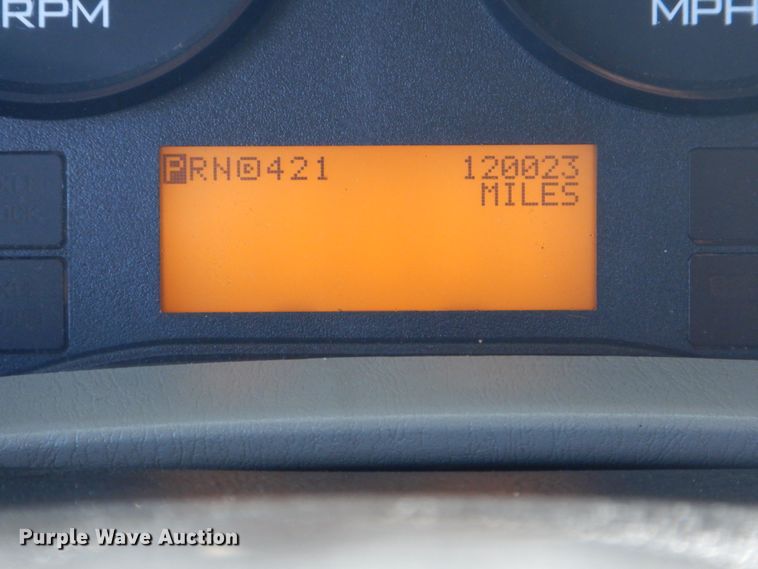 RPM
MPH
PRND421 120023
MILES
Purple Wave Auction